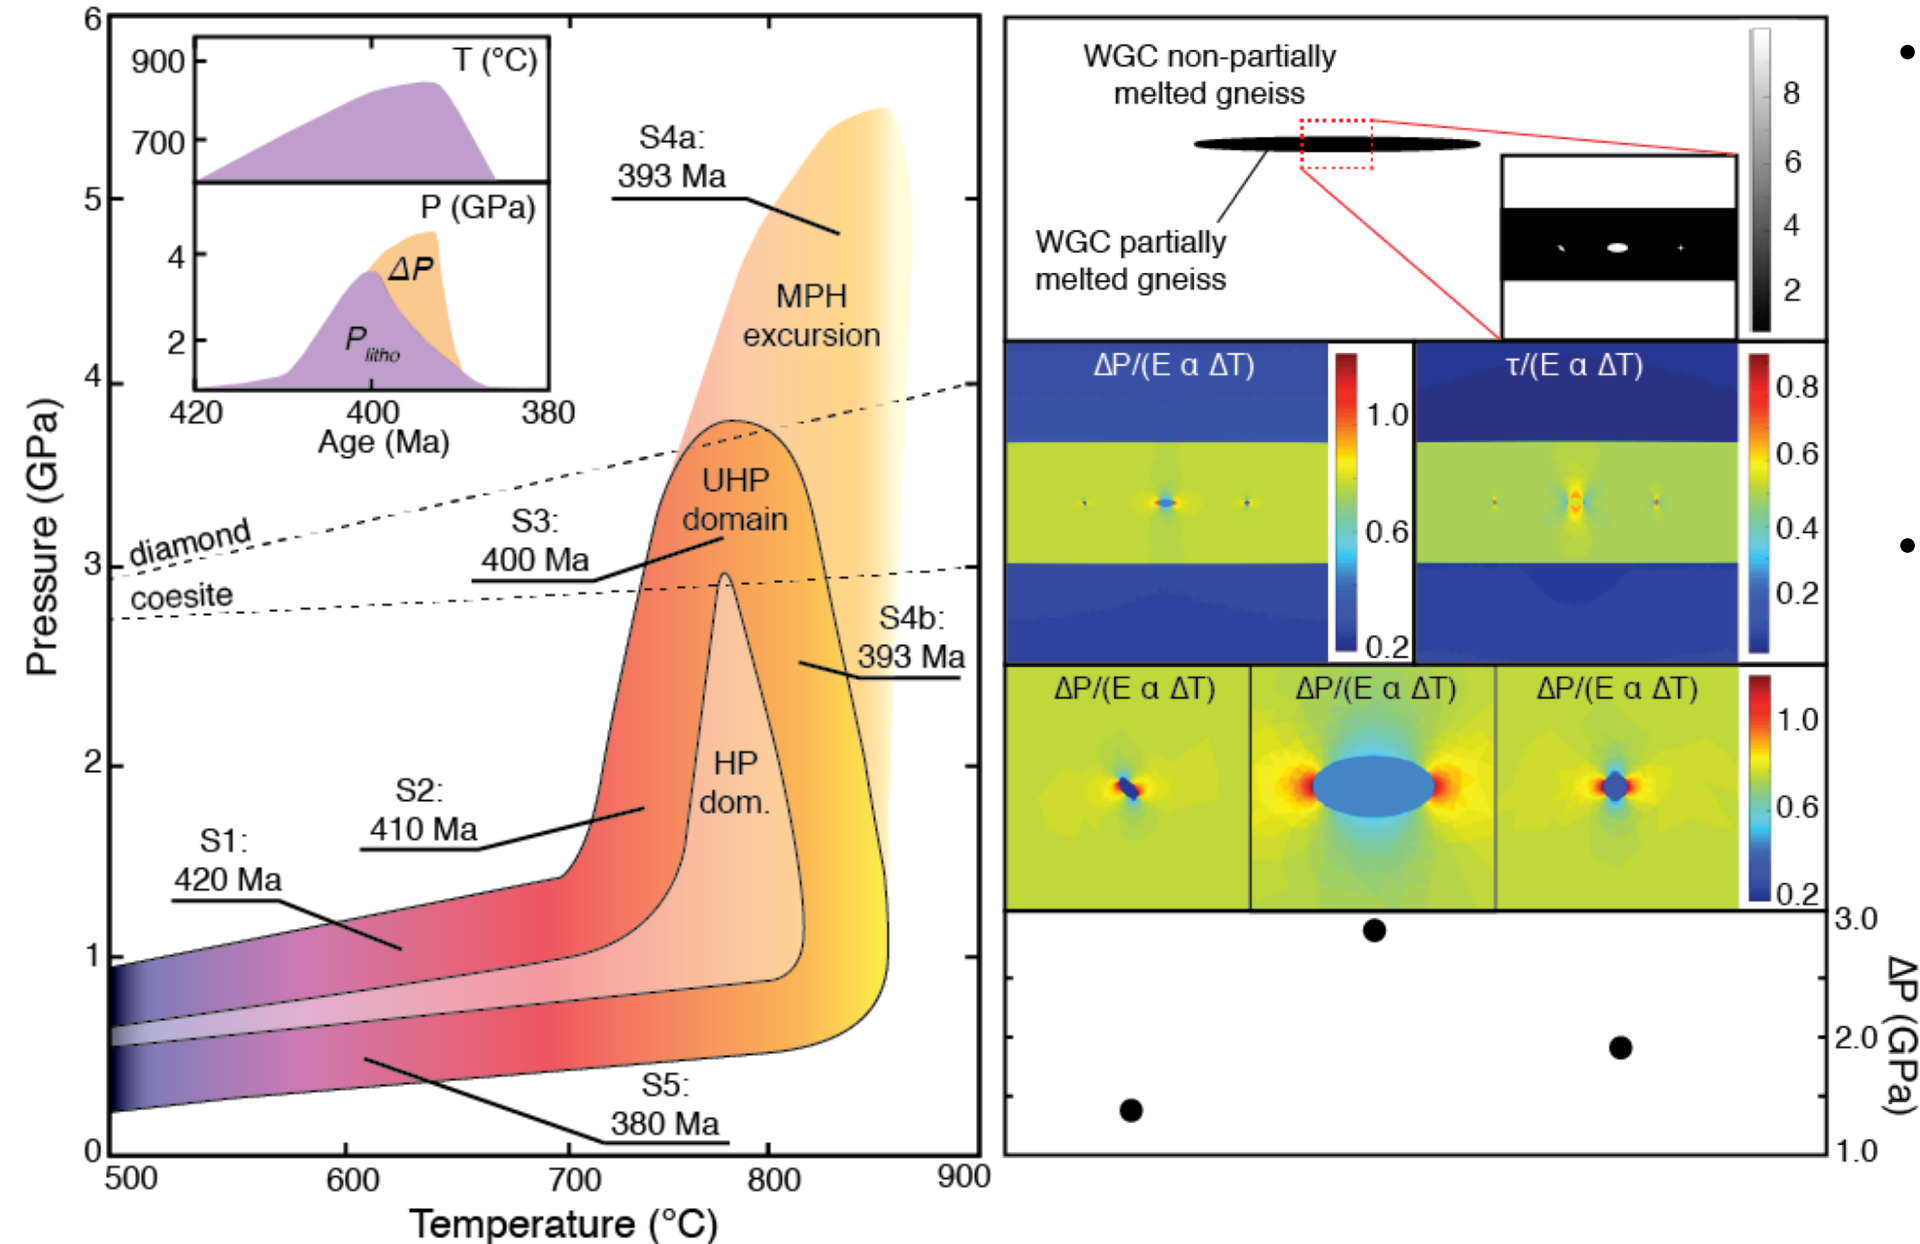 6
5
4
3
2
1
0
Pressure (GPa)
500
600
700
800
900
Temperature (°C)
T (°C)
900
700
P (GPa)
4
2
ΔP
P litho
420
400
380
Age (Ma)
S4a:
393 Ma
MPH
excursion
UHP
domain
S3:
400 Ma
diamond
coesite
S4b:
393 Ma
HP
dom.
S2:
410 Ma
S1:
420 Ma
S5:
380 Ma
WGC non-partially
melted gneiss
WGC partially
melted gneiss
8
6
4
2
ΔP/(E α ΔT)
1.0
0.6
0.2
τ/(E α ΔT)
0.8
0.6
0.4
0.2
ΔP/(E α ΔT)
ΔP/(E α ΔT)
ΔP/(E α ΔT)
1.0
0.6
0.2
3.0
2.0
1.0
ΔP (GPa)